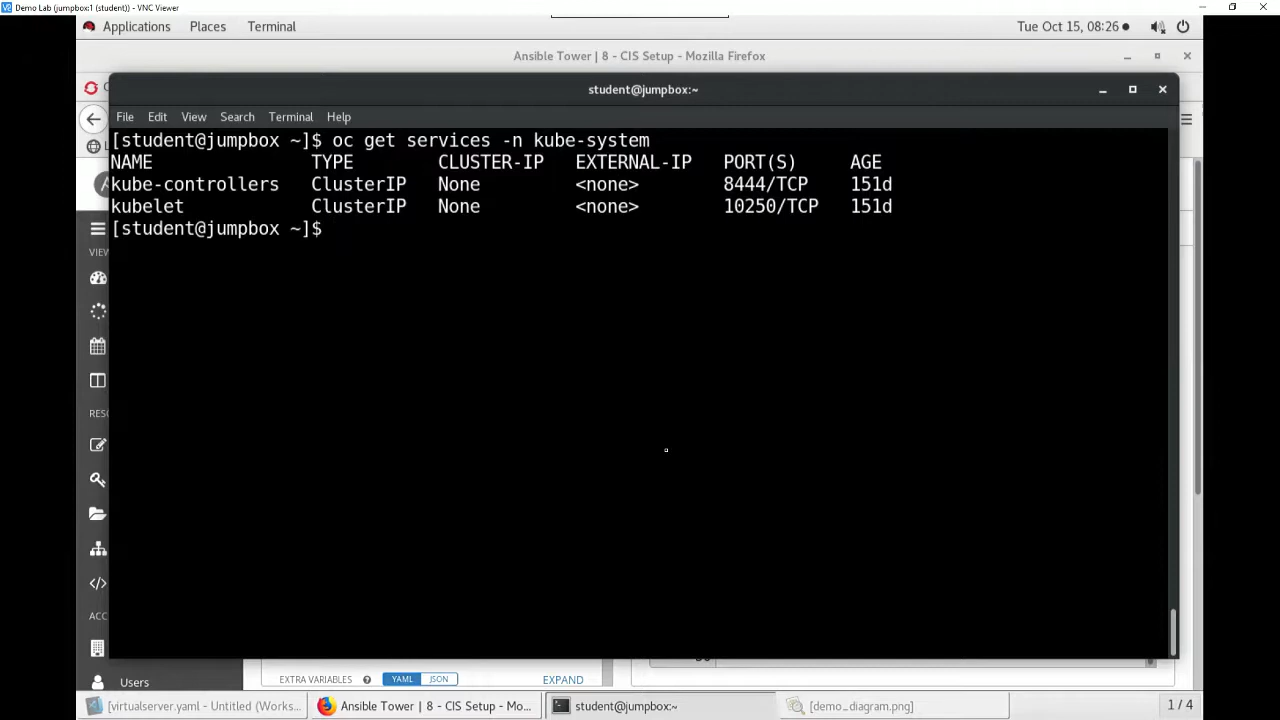 Demo Lab (jumpbox:1 (student)) - VNC Viewer
Applications Places Terminal Tue Oct 15, 08:26
Ansible Tower | 8 - CIS Setup - Mozilla Firefox
student@jumpbox:~
File Edit View Search Terminal Help
[student@jumpbox ~]$ oc get services -n kube-system
NAME TYPE CLUSTER-IP EXTERNAL-IP PORT(S) AGE
kube-controllers ClusterIP None <none> 8444/TCP 151d
kubelet ClusterIP None <none> 10250/TCP 151d
[student@jumpbox ~]$
VIEW
RESO
ACC
Users
EXTRA VARIABLES ? YAML JSON EXPAND
[virtualserver.yaml - Untitled (Works... Ansible Tower | 8 - CIS Setup - Mo... student@jumpbox:~ [demo_diagram.png] 1 / 4